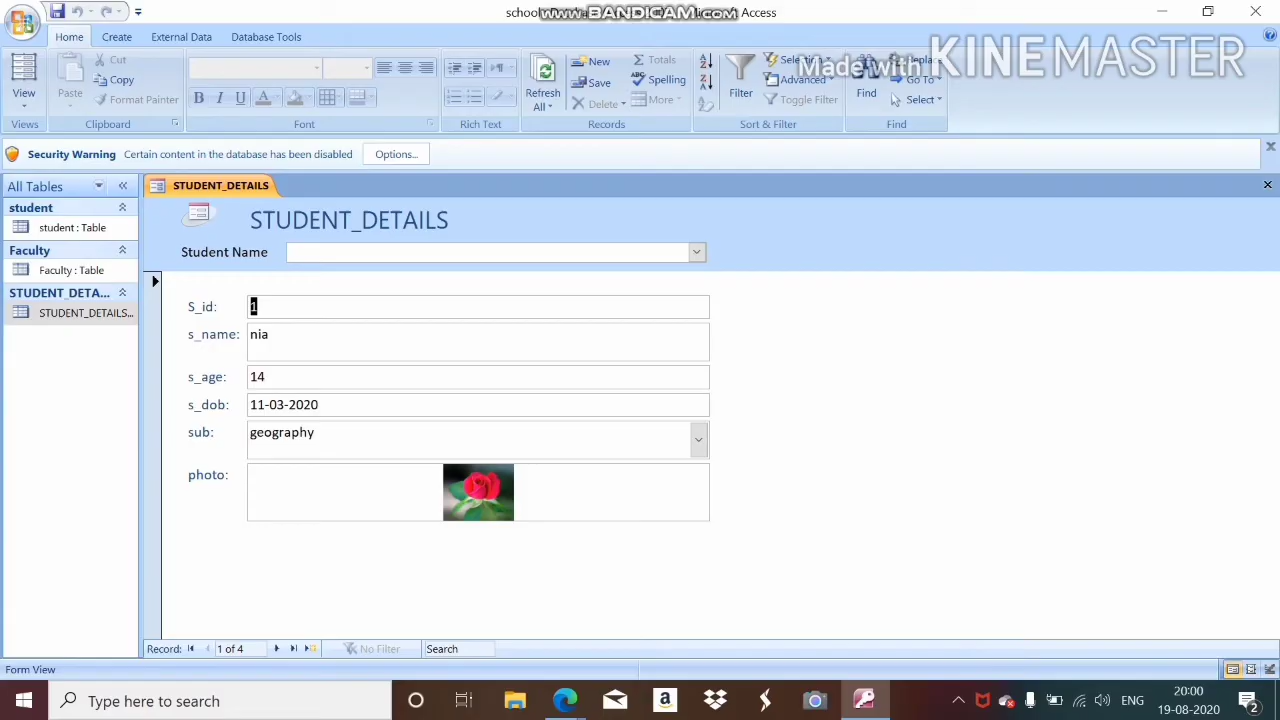 school
www.BANDICAM.com
Access
Home
Create
External Data
Database Tools
Made with KINEMASTER
View
Paste
Cut
Copy
Format Painter
B I U
Refresh All
New
Save
Delete
Totals
Spelling
More
Filter
Advanced
Toggle Filter
Find
Go To
Select
Views
Clipboard
Font
Rich Text
Records
Sort & Filter
Find
Security Warning Certain content in the database has been disabled Options...
All Tables
student
student : Table
Faculty
Faculty : Table
STUDENT_DETA...
STUDENT_DETAILS...
STUDENT_DETAILS
STUDENT_DETAILS
Student Name
S_id: 1
s_name: nia
s_age: 14
s_dob: 11-03-2020
sub: geography
photo:
Record: 1 of 4 No Filter Search
Form View
Type here to search
a
ENG
20:00
19-08-2020
2